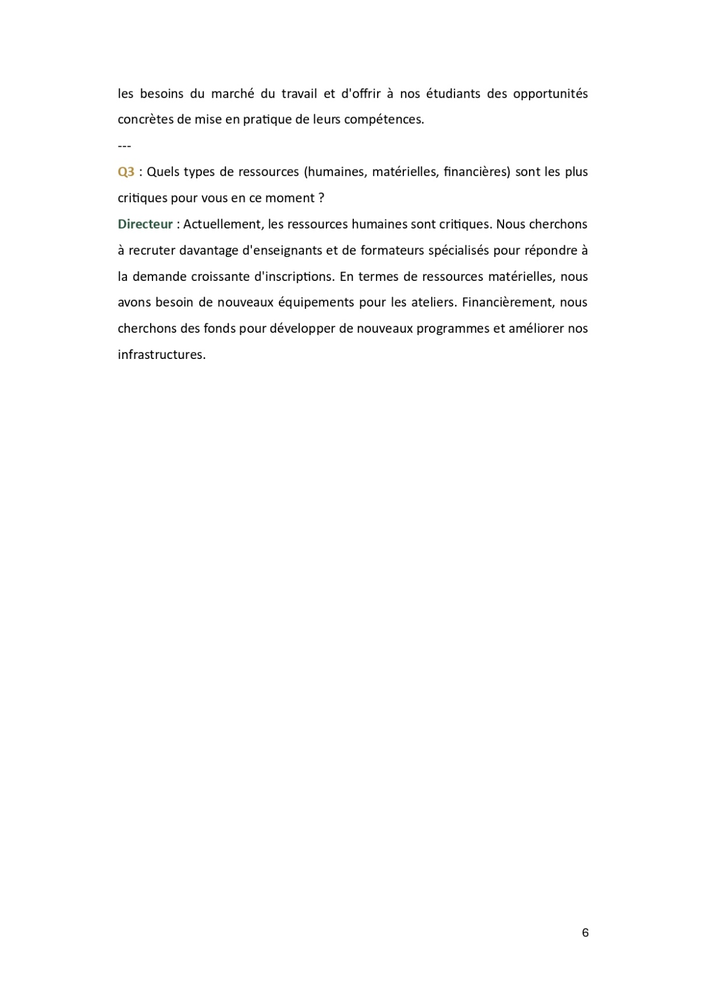 les besoins du marché du travail et d'offrir à nos étudiants des opportunités
concrètes de mise en pratique de leurs compétences.
---
Q3 : Quels types de ressources (humaines, matérielles, financières) sont les plus
critiques pour vous en ce moment ?
Directeur : Actuellement, les ressources humaines sont critiques. Nous cherchons
à recruter davantage d'enseignants et de formateurs spécialisés pour répondre à
la demande croissante d'inscriptions. En termes de ressources matérielles, nous
avons besoin de nouveaux équipements pour les ateliers. Financièrement, nous
cherchons des fonds pour développer de nouveaux programmes et améliorer nos
infrastructures.
6